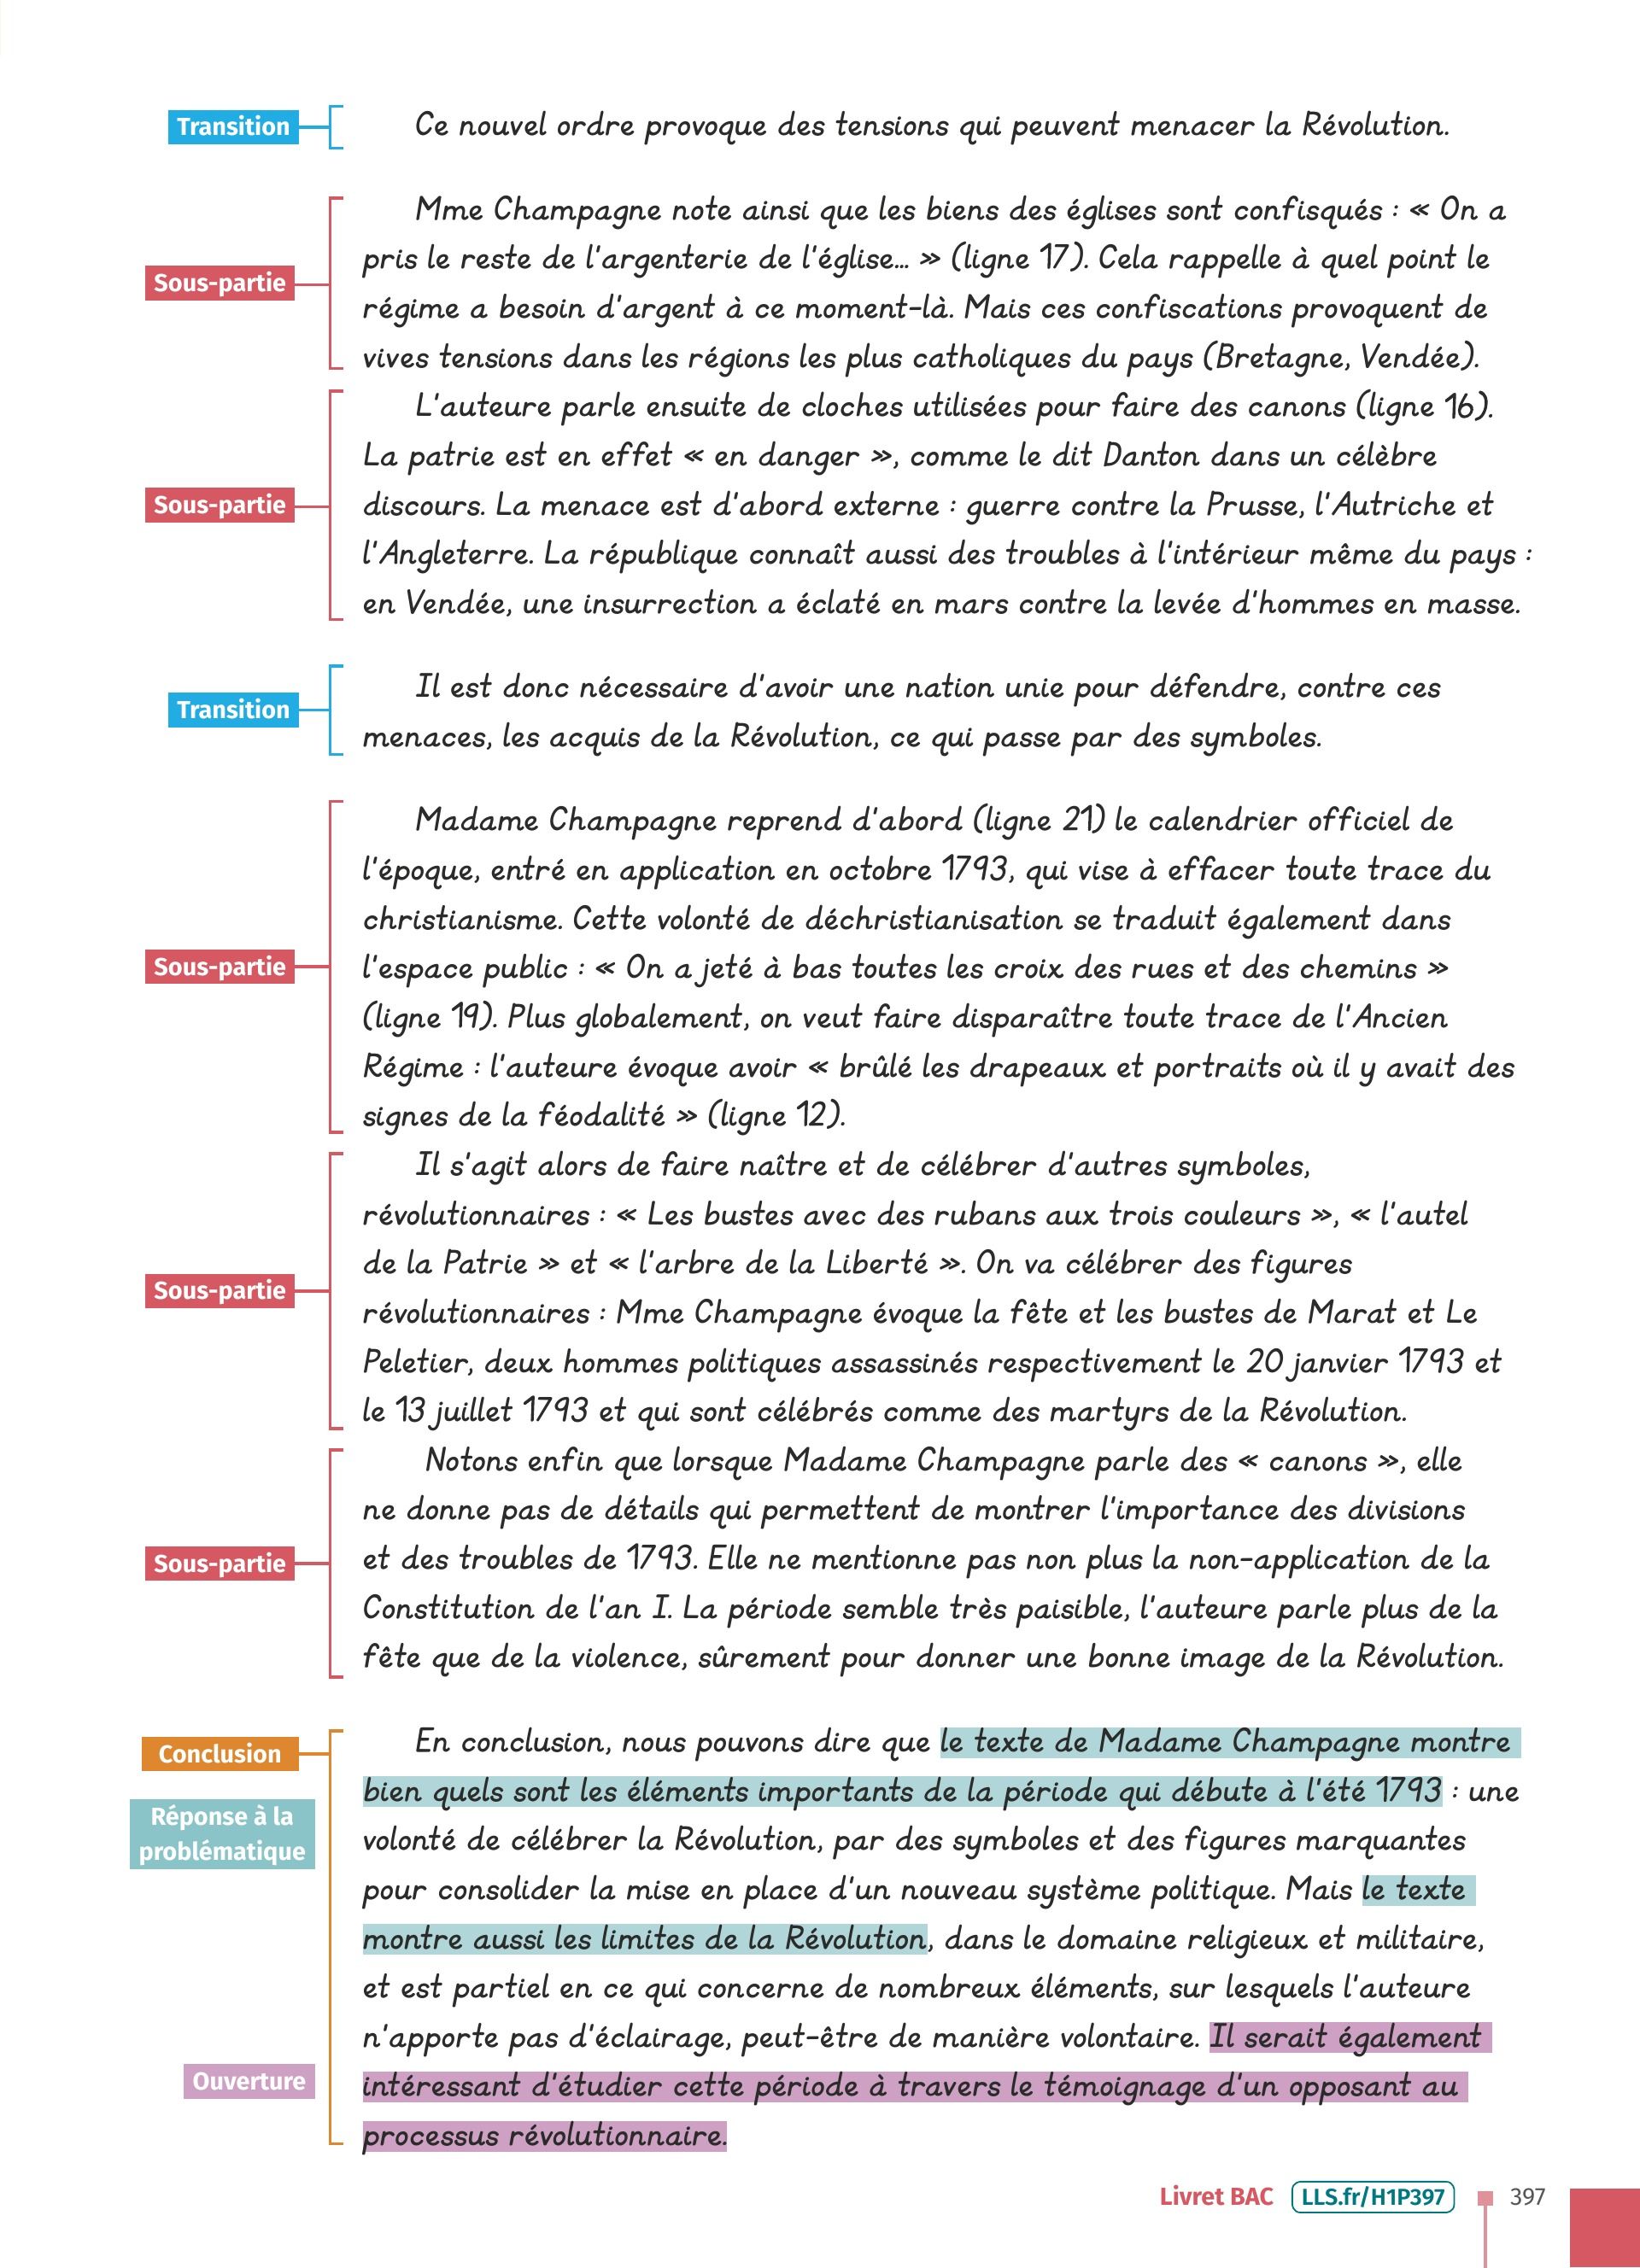 Transition
Ce nouvel ordre provoque des tensions qui peuvent menacer la Révolution.
Sous-partie
Mme Champagne note ainsi que les biens des églises sont confisqués : « On a
pris le reste de l'argenterie de l'église... » (ligne 17). Cela rappelle à quel point le
régime a besoin d'argent à ce moment-là. Mais ces confiscations provoquent de
vives tensions dans les régions les plus catholiques du pays (Bretagne, Vendée).
Sous-partie
L'auteure parle ensuite de cloches utilisées pour faire des canons (ligne 16).
La patrie est en effet « en danger », comme le dit Danton dans un célèbre
discours. La menace est d'abord externe : guerre contre la Prusse, l'Autriche et
l'Angleterre. La république connaît aussi des troubles à l'intérieur même du pays :
en Vendée, une insurrection a éclaté en mars contre la levée d'hommes en masse.
Transition
Il est donc nécessaire d'avoir une nation unie pour défendre, contre ces
menaces, les acquis de la Révolution, ce qui passe par des symboles.
Sous-partie
Madame Champagne reprend d'abord (ligne 21) le calendrier officiel de
l'époque, entré en application en octobre 1793, qui vise à effacer toute trace du
christianisme. Cette volonté de déchristianisation se traduit également dans
l'espace public : « On a jeté à bas toutes les croix des rues et des chemins »
(ligne 19). Plus globalement, on veut faire disparaître toute trace de l'Ancien
Régime : l'auteure évoque avoir « brûlé les drapeaux et portraits où il y avait des
signes de la féodalité » (ligne 12).
Sous-partie
Il s'agit alors de faire naître et de célébrer d'autres symboles,
révolutionnaires : « Les bustes avec des rubans aux trois couleurs », « l'autel
de la Patrie » et « l'arbre de la Liberté ». On va célébrer des figures
révolutionnaires : Mme Champagne évoque la fête et les bustes de Marat et Le
Peletier, deux hommes politiques assassinés respectivement le 20 janvier 1793 et
le 13 juillet 1793 et qui sont célébrés comme des martyrs de la Révolution.
Sous-partie
Notons enfin que lorsque Madame Champagne parle des « canons », elle
ne donne pas de détails qui permettent de montrer l'importance des divisions
et des troubles de 1793. Elle ne mentionne pas non plus la non-application de la
Constitution de l'an I. La période semble très paisible, l'auteure parle plus de la
fête que de la violence, sûrement pour donner une bonne image de la Révolution.
Conclusion
Réponse à la
problématique
En conclusion, nous pouvons dire que le texte de Madame Champagne montre
bien quels sont les éléments importants de la période qui débute à l'été 1793 : une
volonté de célébrer la Révolution, par des symboles et des figures marquantes
pour consolider la mise en place d'un nouveau système politique. Mais le texte
montre aussi les limites de la Révolution, dans le domaine religieux et militaire,
et est partiel en ce qui concerne de nombreux éléments, sur lesquels l'auteure
n'apporte pas d'éclairage, peut-être de manière volontaire. Il serait également
Ouverture
intéressant d'étudier cette période à travers le témoignage d'un opposant au
processus révolutionnaire.
Livret BAC LLS.fr/H1P397 397